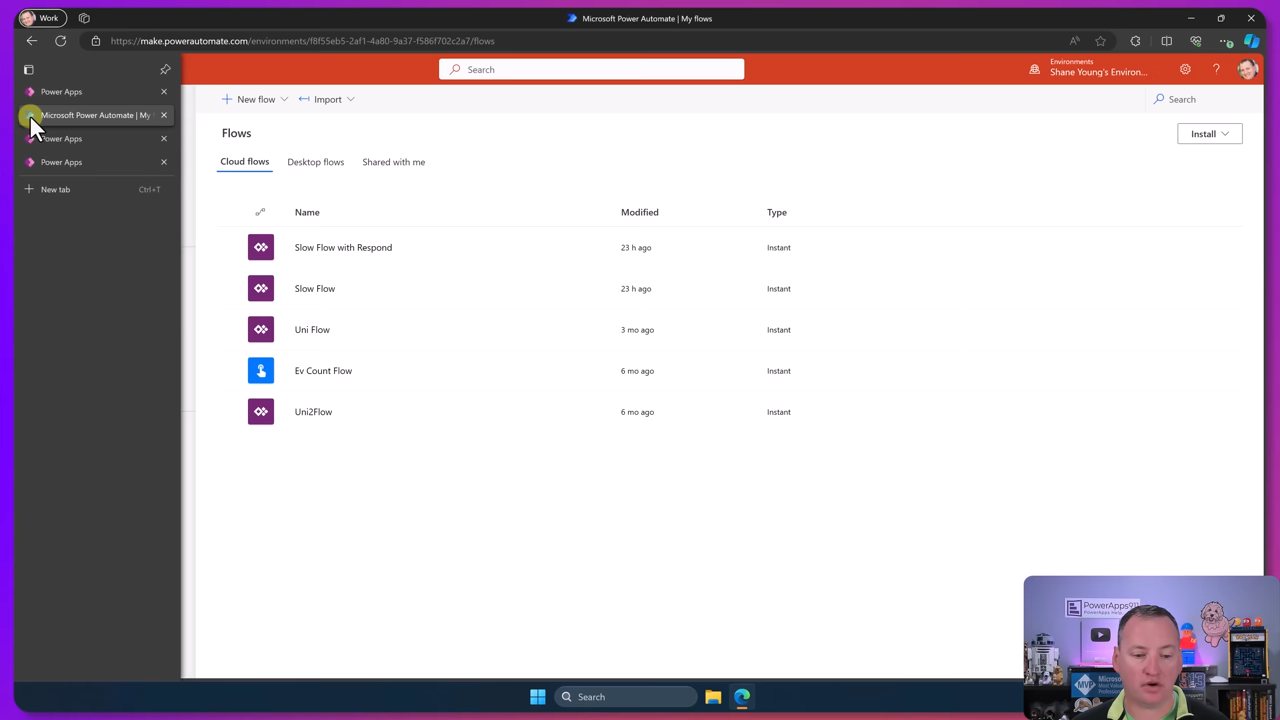 Work
Microsoft Power Automate | My flows
https://make.powerautomate.com/environments/f8f55eb5-2af1-4a80-9a37-f586f702c2a7/flows
Power Apps
Microsoft Power Automate | My
Power Apps
Power Apps
New tab Ctrl+T
Search
Environments
Shane Young's Environ...
New flow
Import
Search
Flows
Install
Cloud flows
Desktop flows
Shared with me
Name Modified Type
Slow Flow with Respond 23 h ago Instant
Slow Flow 23 h ago Instant
Uni Flow 3 mo ago Instant
Ev Count Flow 6 mo ago Instant
Uni2Flow 6 mo ago Instant
PowerApps911
Search
MVP